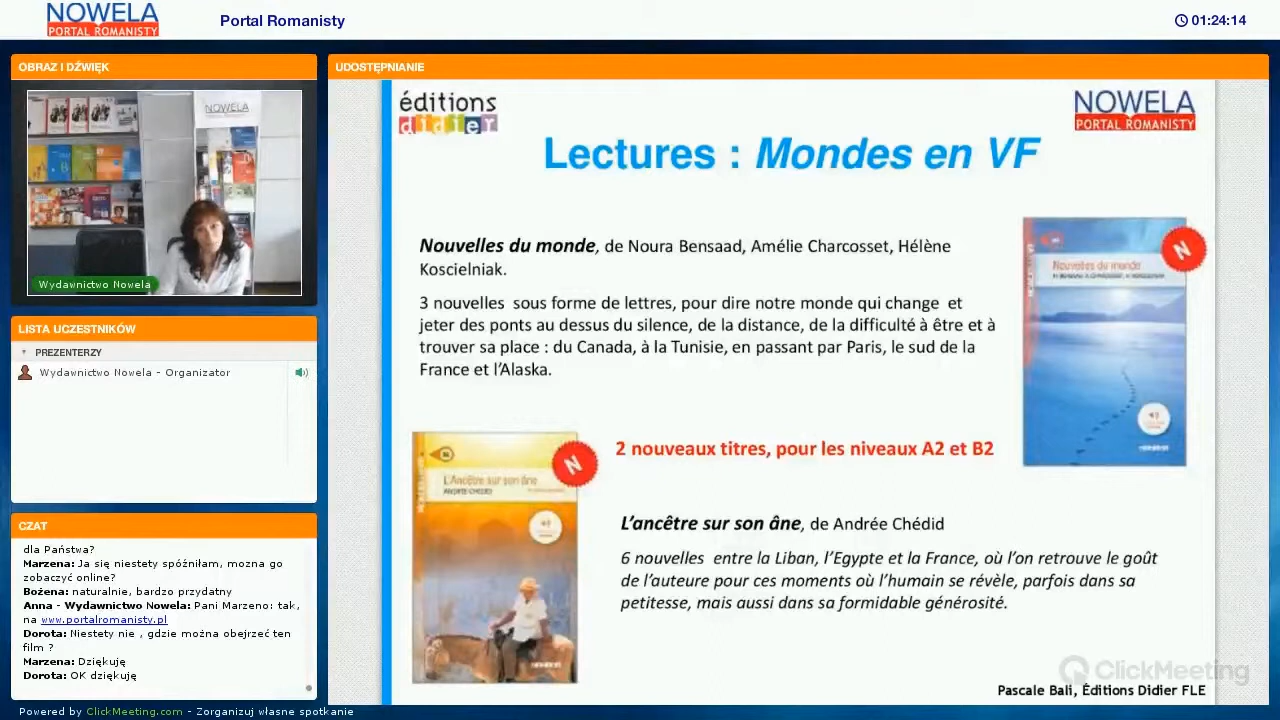 NOWELA
PORTAL ROMANISTY
Portal Romanisty
01:24:14
OBRAZ I DŹWIĘK
NOWELA
Wydawnictwo Nowela
LISTA UCZESTNIKÓW
PREZENTERZY
Wydawnictwo Nowela - Organizator
CZAT
dla Państwa?
Marzena: Ja się niestety spóźniłam, mozna go
zobaczyć online?
Bożena: naturalnie, bardzo przydatny
Anna - Wydawnictwo Nowela: Pani Marzeno: tak,
na www.portalromanisty.pl
Dorota: Niestety nie , gdzie można obejrzeć ten
film ?
Marzena: Dziękuję
Dorota: OK dziękuję
Powered by ClickMeeting.com - Zorganizuj własne spotkanie
UDOSTĘPNIANIE
éditions
didier
NOWELA
PORTAL ROMANISTY
Lectures : Mondes en VF
Nouvelles du monde, de Noura Bensaad, Amélie Charcosset, Hélène
Koscielniak.
3 nouvelles sous forme de lettres, pour dire notre monde qui change et
jeter des ponts au dessus du silence, de la distance, de la difficulté à être et à
trouver sa place : du Canada, à la Tunisie, en passant par Paris, le sud de la
France et l'Alaska.
N
Nouvelles du monde
2 nouveaux titres, pour les niveaux A2 et B2
N
L'Ancêtre sur son âne
ANDRÉE CHEDID
L'ancêtre sur son âne, de Andrée Chédid
6 nouvelles entre la Liban, l'Egypte et la France, où l'on retrouve le goût
de l'auteure pour ces moments où l'humain se révèle, parfois dans sa
petitesse, mais aussi dans sa formidable générosité.
ClickMeeting
Pascale Bali, Éditions Didier FLE